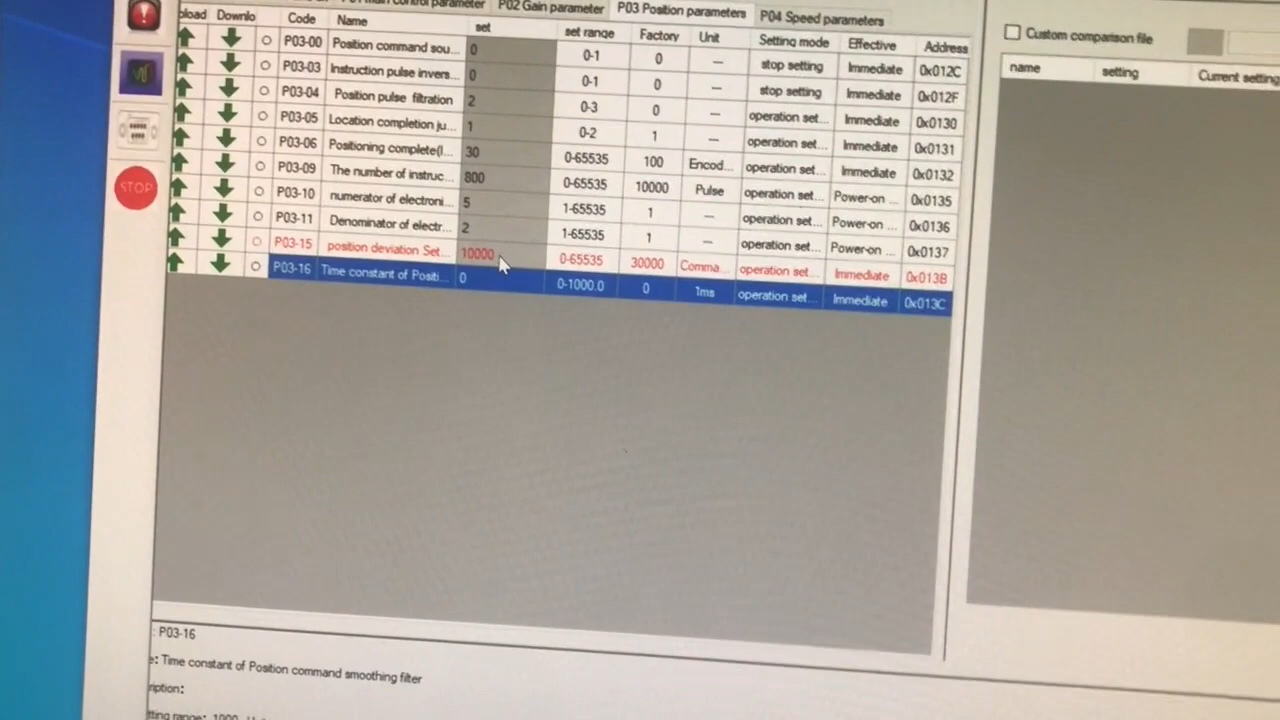 P02 Gain parameter P03 Position parameters P04 Speed parameters
Downlo Code Name set set range Factory Unit Setting mode Effective Address
P03-00 Position command sou... 0 0-1 0 — stop setting Immediate 0x012C
P03-03 Instruction pulse invers... 0 0-1 0 — stop setting Immediate 0x012F
P03-04 Position pulse filtration 2 0-3 0 — operation set... Immediate 0x0130
P03-05 Location completion ju... 1 0-2 1 — operation set... Immediate 0x0131
P03-06 Positioning complete(I... 30 0-65535 100 Encod... operation set... Immediate 0x0132
P03-09 The number of instruc... 800 0-65535 10000 Pulse operation set... Power-on ... 0x0135
P03-10 numerator of electroni... 5 1-65535 1 — operation set... Power-on ... 0x0136
P03-11 Denominator of electr... 2 1-65535 1 — operation set... Power-on ... 0x0137
P03-15 position deviation Set... 10000 0-65535 30000 Comma... operation set... Immediate 0x013B
P03-16 Time constant of Positi... 0 0-1000.0 0 1ms operation set... Immediate 0x013C
STOP
Custom comparison file
name setting Current setting
: P03-16
e: Time constant of Position command smoothing filter
ription: